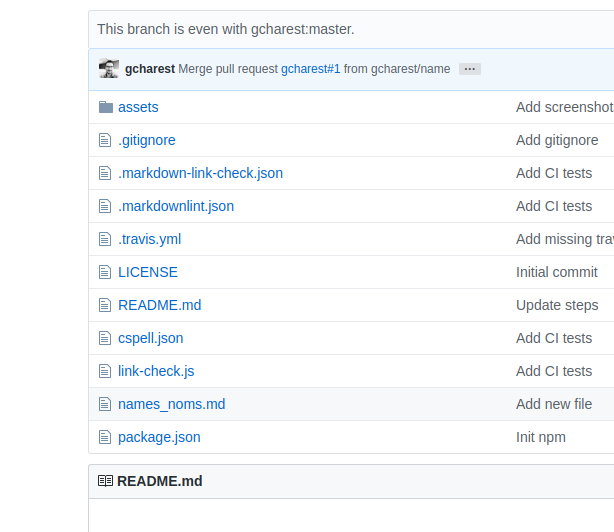 This branch is even with gcharest:master.
gcharest Merge pull request gcharest#1 from gcharest/name ...
assets Add screenshot
.gitignore Add gitignore
.markdown-link-check.json Add CI tests
.markdownlint.json Add CI tests
.travis.yml Add missing tra
LICENSE Initial commit
README.md Update steps
cspell.json Add CI tests
link-check.js Add CI tests
names_noms.md Add new file
package.json Init npm
README.md